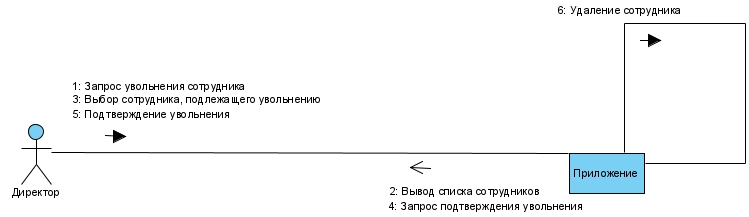 6: Удаление сотрудника
1: Запрос увольнения сотрудника
3: Выбор сотрудника, подлежащего увольнению
5: Подтверждение увольнения
Директор
Приложение
2: Вывод списка сотрудников
4: Запрос подтверждения увольнения